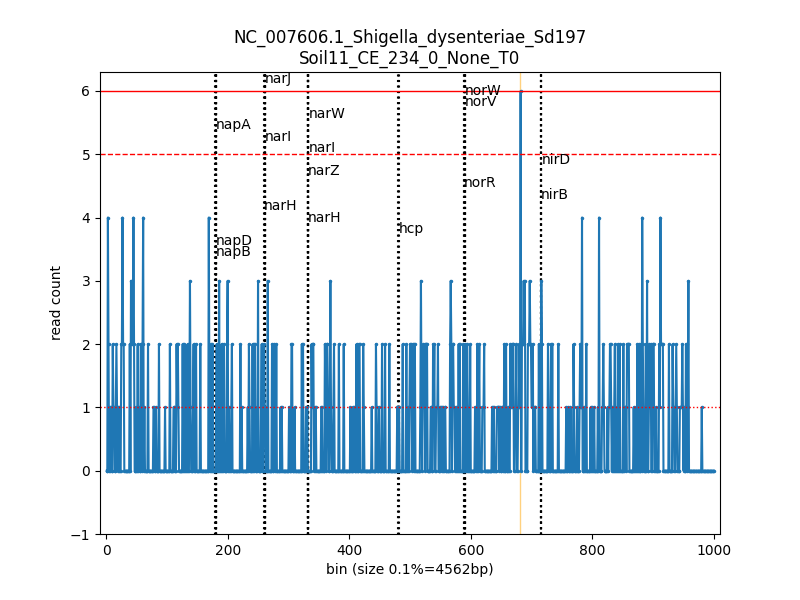 NC_007606.1_Shigella_dysenteriae_Sd197
Soil11_CE_234_0_None_T0
narJ
norW
norV
narW
napA
narI
narI
nirD
narZ
norR
nirB
narH
narH
hcp
napD
napB
read count
6
5
4
3
2
1
0
−1
0 200 400 600 800 1000
bin (size 0.1%=4562bp)